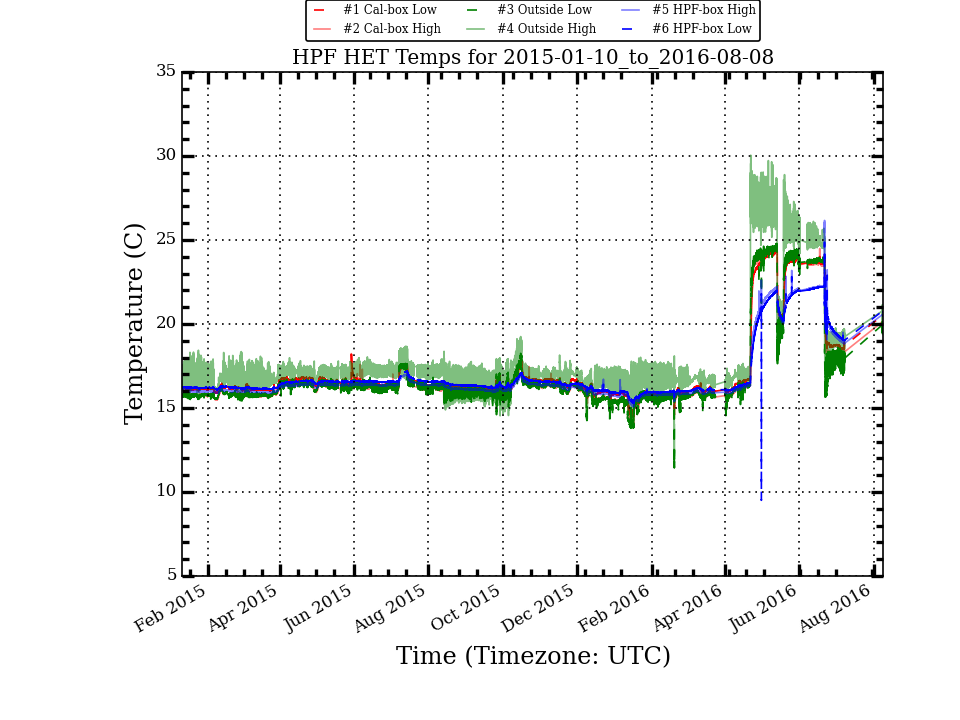 #1 Cal-box Low #3 Outside Low #5 HPF-box High
#2 Cal-box High #4 Outside High #6 HPF-box Low
HPF HET Temps for 2015-01-10_to_2016-08-08
35
30
25
20
15
10
5
Temperature (C)
Feb 2015 Apr 2015 Jun 2015 Aug 2015 Oct 2015 Dec 2015 Feb 2016 Apr 2016 Jun 2016 Aug 2016
Time (Timezone: UTC)